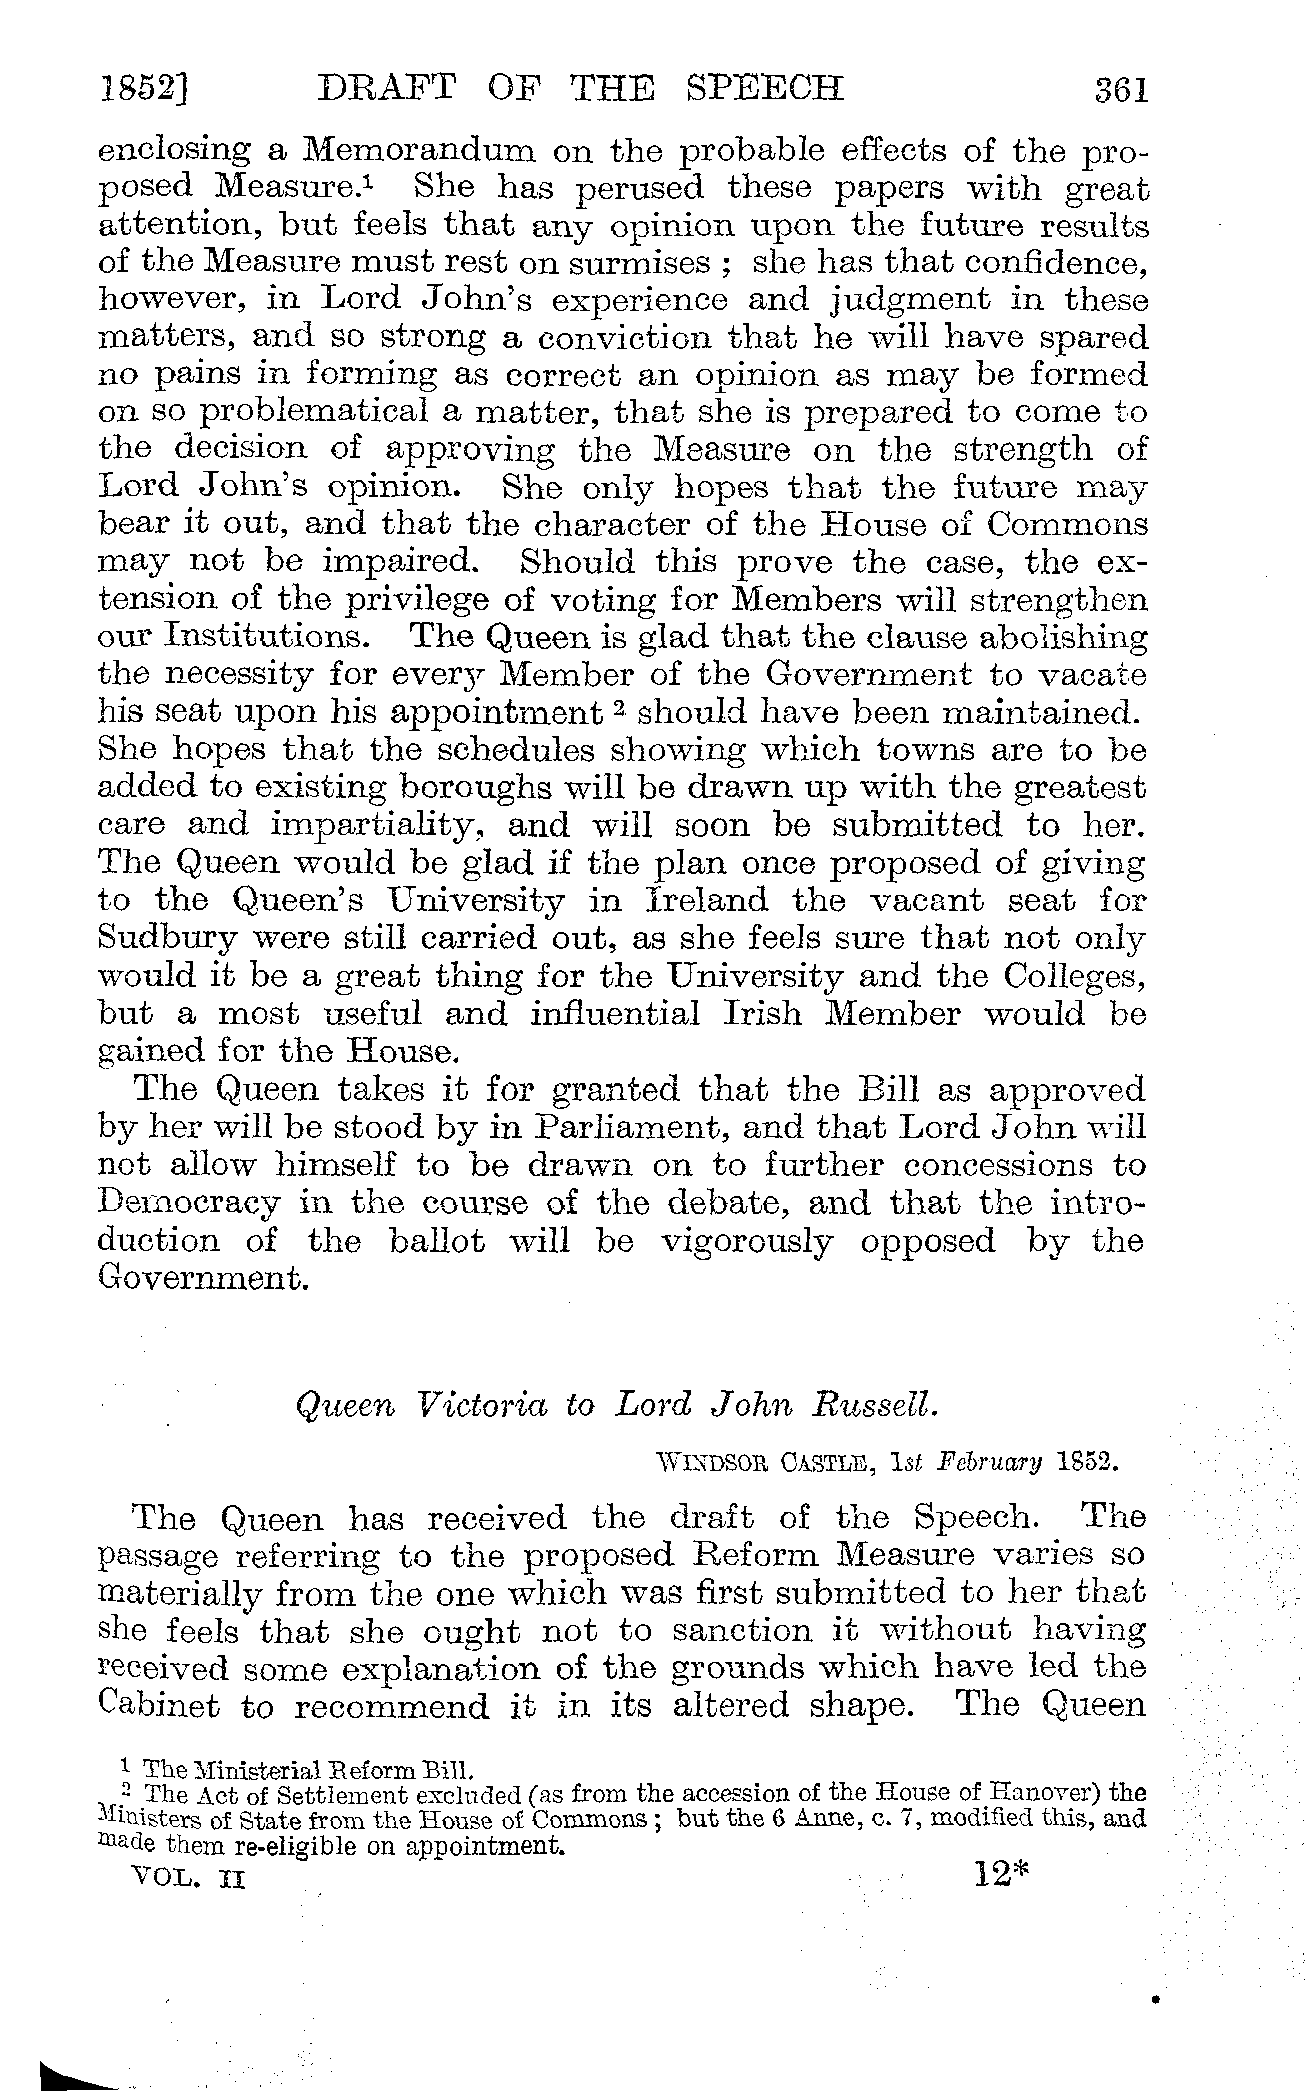 1852] DRAFT OF THE SPEECH 361
enclosing a Memorandum on the probable effects of the pro-
posed Measure.¹ She has perused these papers with great
attention, but feels that any opinion upon the future results
of the Measure must rest on surmises ; she has that confidence,
however, in Lord John's experience and judgment in these
matters, and so strong a conviction that he will have spared
no pains in forming as correct an opinion as may be formed
on so problematical a matter, that she is prepared to come to
the decision of approving the Measure on the strength of
Lord John's opinion. She only hopes that the future may
bear it out, and that the character of the House of Commons
may not be impaired. Should this prove the case, the ex-
tension of the privilege of voting for Members will strengthen
our Institutions. The Queen is glad that the clause abolishing
the necessity for every Member of the Government to vacate
his seat upon his appointment ² should have been maintained.
She hopes that the schedules showing which towns are to be
added to existing boroughs will be drawn up with the greatest
care and impartiality, and will soon be submitted to her.
The Queen would be glad if the plan once proposed of giving
to the Queen's University in Ireland the vacant seat for
Sudbury were still carried out, as she feels sure that not only
would it be a great thing for the University and the Colleges,
but a most useful and influential Irish Member would be
gained for the House.
The Queen takes it for granted that the Bill as approved
by her will be stood by in Parliament, and that Lord John will
not allow himself to be drawn on to further concessions to
Democracy in the course of the debate, and that the intro-
duction of the ballot will be vigorously opposed by the
Government.
Queen Victoria to Lord John Russell.
WINDSOR CASTLE, 1st February 1852.
The Queen has received the draft of the Speech. The
passage referring to the proposed Reform Measure varies so
materially from the one which was first submitted to her that
she feels that she ought not to sanction it without having
received some explanation of the grounds which have led the
Cabinet to recommend it in its altered shape. The Queen
¹ The Ministerial Reform Bill.
² The Act of Settlement excluded (as from the accession of the House of Hanover) the
Ministers of State from the House of Commons ; but the 6 Anne, c. 7, modified this, and
made them re-eligible on appointment.
VOL. II 12*